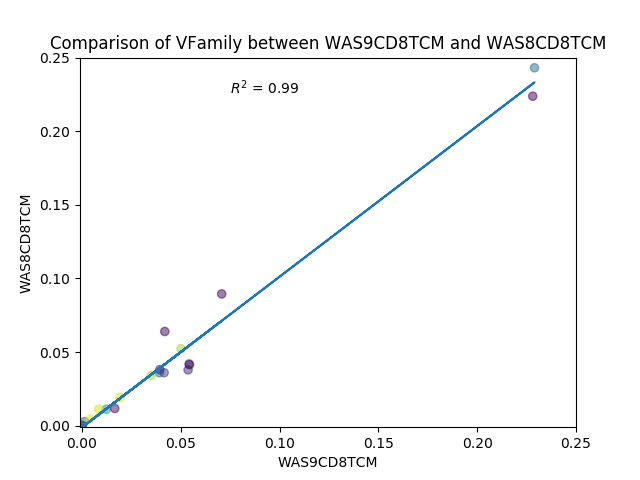 Comparison of VFamily between WAS9CD8TCM and WAS8CD8TCM
0.25
R² = 0.99
0.20
0.15
WAS8CD8TCM
0.10
0.05
0.00
0.00 0.05 0.10 0.15 0.20 0.25
WAS9CD8TCM